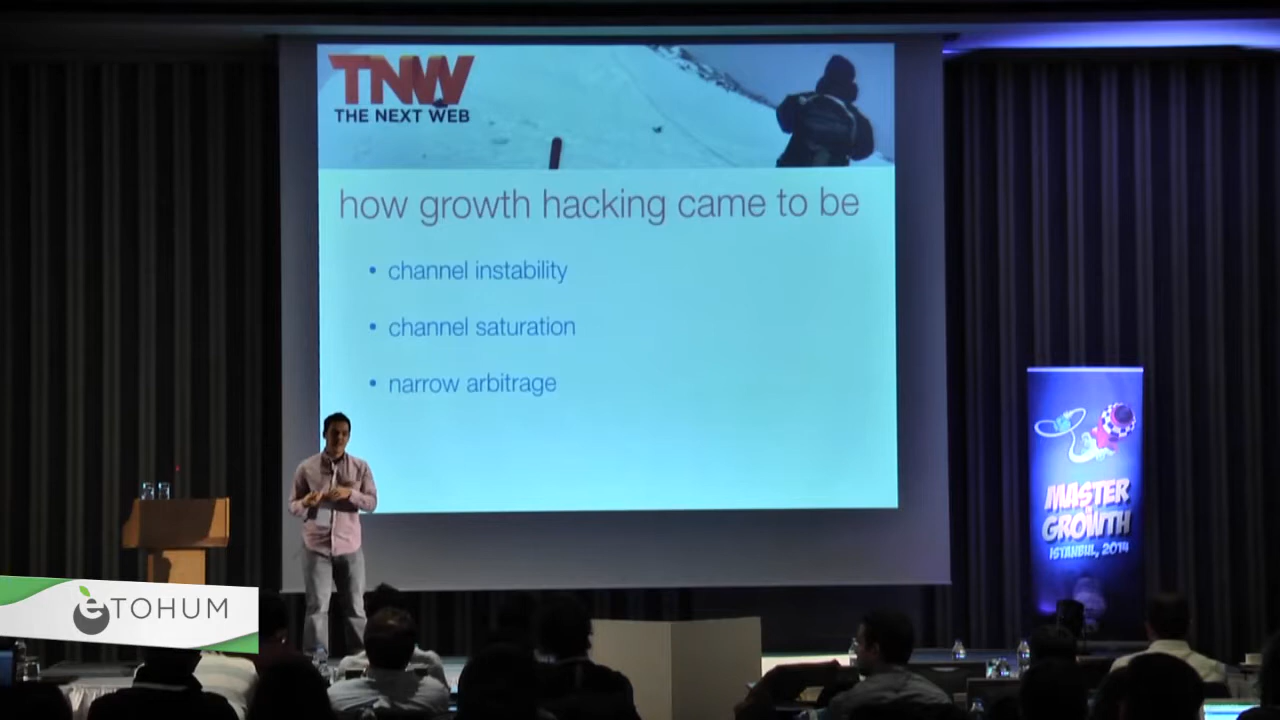 TNW
THE NEXT WEB
how growth hacking came to be
• channel instability
• channel saturation
• narrow arbitrage
MASTER
GROWTH
ISTANBUL, 2014
eTOHUM